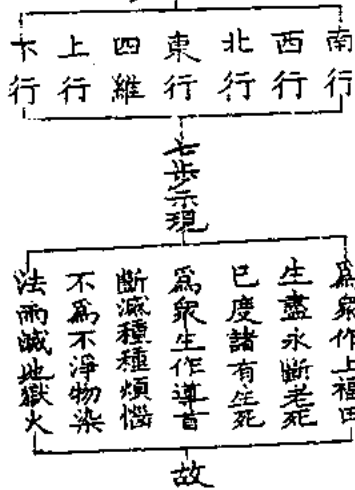 南行
西行
北行
東行
四維
上行
下行
七步示現
爲衆作上福田
生盡永斷老死
已度諸有生死
爲衆生作導首
斷滅種種煩惱
不爲不淨物染
法雨滅地獄火
故